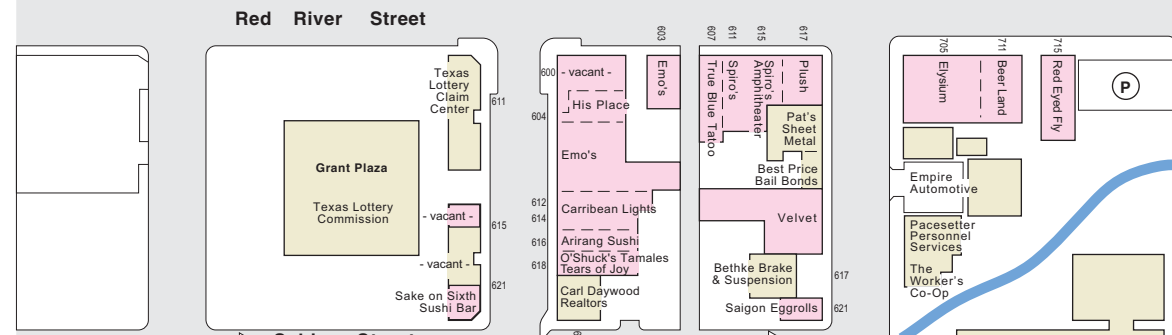 Red River Street
603
607
611
615
617
705
711
715
Texas
Lottery
Claim
Center
611
Grant Plaza
Texas Lottery
Commission
- vacant -
615
- vacant -
621
Sake on Sixth
Sushi Bar
600
- vacant -
His Place
604
Emo's
Emo's
612
614
Carribean Lights
616
Arirang Sushi
618
O'Shuck's Tamales
Tears of Joy
Carl Daywood
Realtors
True Blue Tatoo
Spiro's
Spiro's
Amphitheater
Plush
Pat's
Sheet
Metal
Best Price
Bail Bonds
Velvet
Bethke Brake
& Suspension
617
Saigon Eggrolls
621
Elysium
Beer Land
Red Eyed Fly
P
Empire
Automotive
Pacesetter
Personnel
Services
The
Worker's
Co-Op